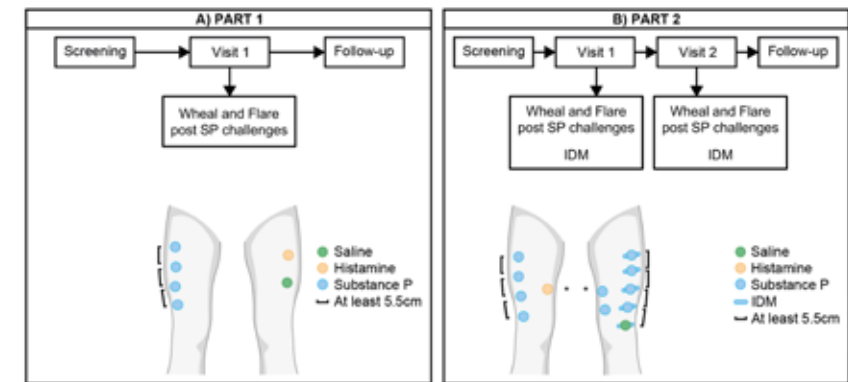 A) PART 1
Screening
Visit 1
Follow-up
Wheal and Flare
post SP challenges
Saline
Histamine
Substance P
At least 5.5cm
B) PART 2
Screening
Visit 1
Visit 2
Follow-up
Wheal and Flare
post SP challenges
IDM
Wheal and Flare
post SP challenges
IDM
Saline
Histamine
Substance P
IDM
At least 5.5cm